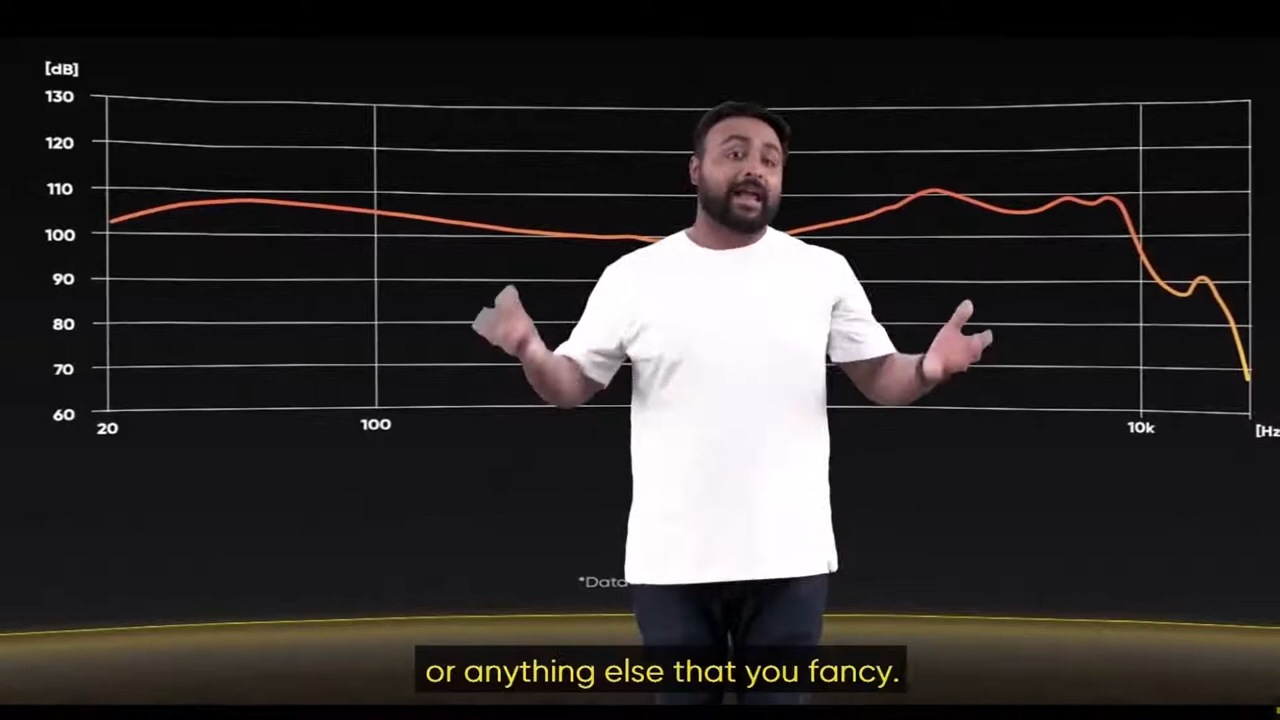 [dB]
130
120
110
100
90
80
70
60
20
100
10k
[Hz
*Data
or anything else that you fancy.